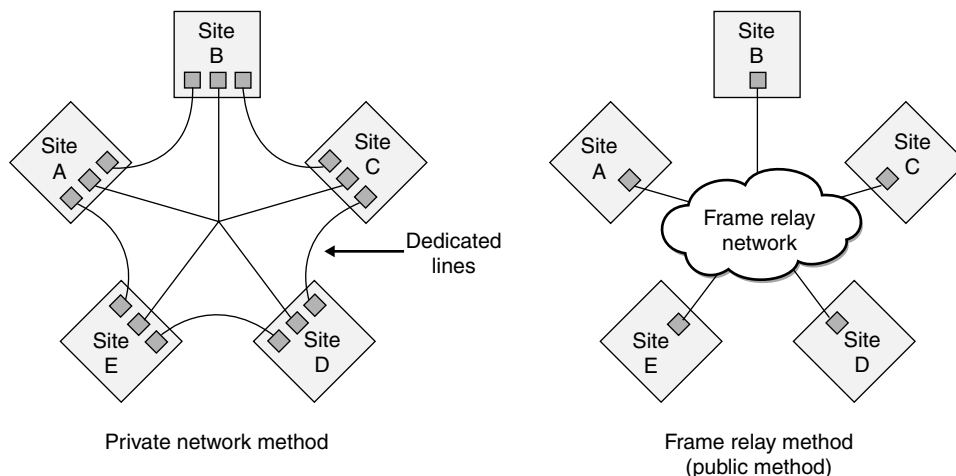 Site
B
Site
A
Site
C
Dedicated
lines
Site
E
Site
D
Private network method
Site
B
Site
A
Site
C
Frame relay
network
Site
E
Site
D
Frame relay method
(public method)